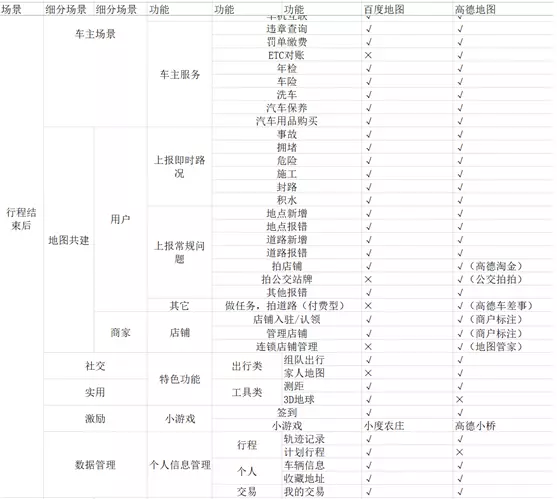 场景 细分场景 细分场景 功能 功能 功能 百度地图 高德地图
车机互联 √ √
车主场景 违章查询 √ √
罚单缴费 √ √
ETC对账 × √
车主服务 年检 √ √
车险 √ √
洗车 √ √
汽车保养 √ √
汽车用品购买 √ √
事故 √ √
拥堵 √ √
上报即时路况 危险 √ √
施工 √ √
封路 √ √
积水 √ √
行程结束后 地图共建 用户 地点新增 √ √
地点报错 √ √
道路新增 √ √
上报常规问题 道路报错 √ √
拍店铺 √ √(高德淘金)
拍公交站牌 × √(公交拍拍)
其他报错 √ √
其它 做任务，拍道路（付费型） × √(高德车差事)
店铺入驻/认领 √ √(商户标注)
商家 店铺 管理店铺 √ √(商户标注)
连锁店铺管理 × √(地图管家)
社交 特色功能 出行类 组队出行 √ √
家人地图 × √
实用 工具类 测距 √ √
3D地球 √ ×
激励 小游戏 签到 √ √
小游戏 小度农庄 高德小桥
数据管理 个人信息管理 行程 轨迹记录 √ √
计划行程 √ ×
个人 车辆信息 √ √
收藏地址 √ √
交易 我的交易 √ √